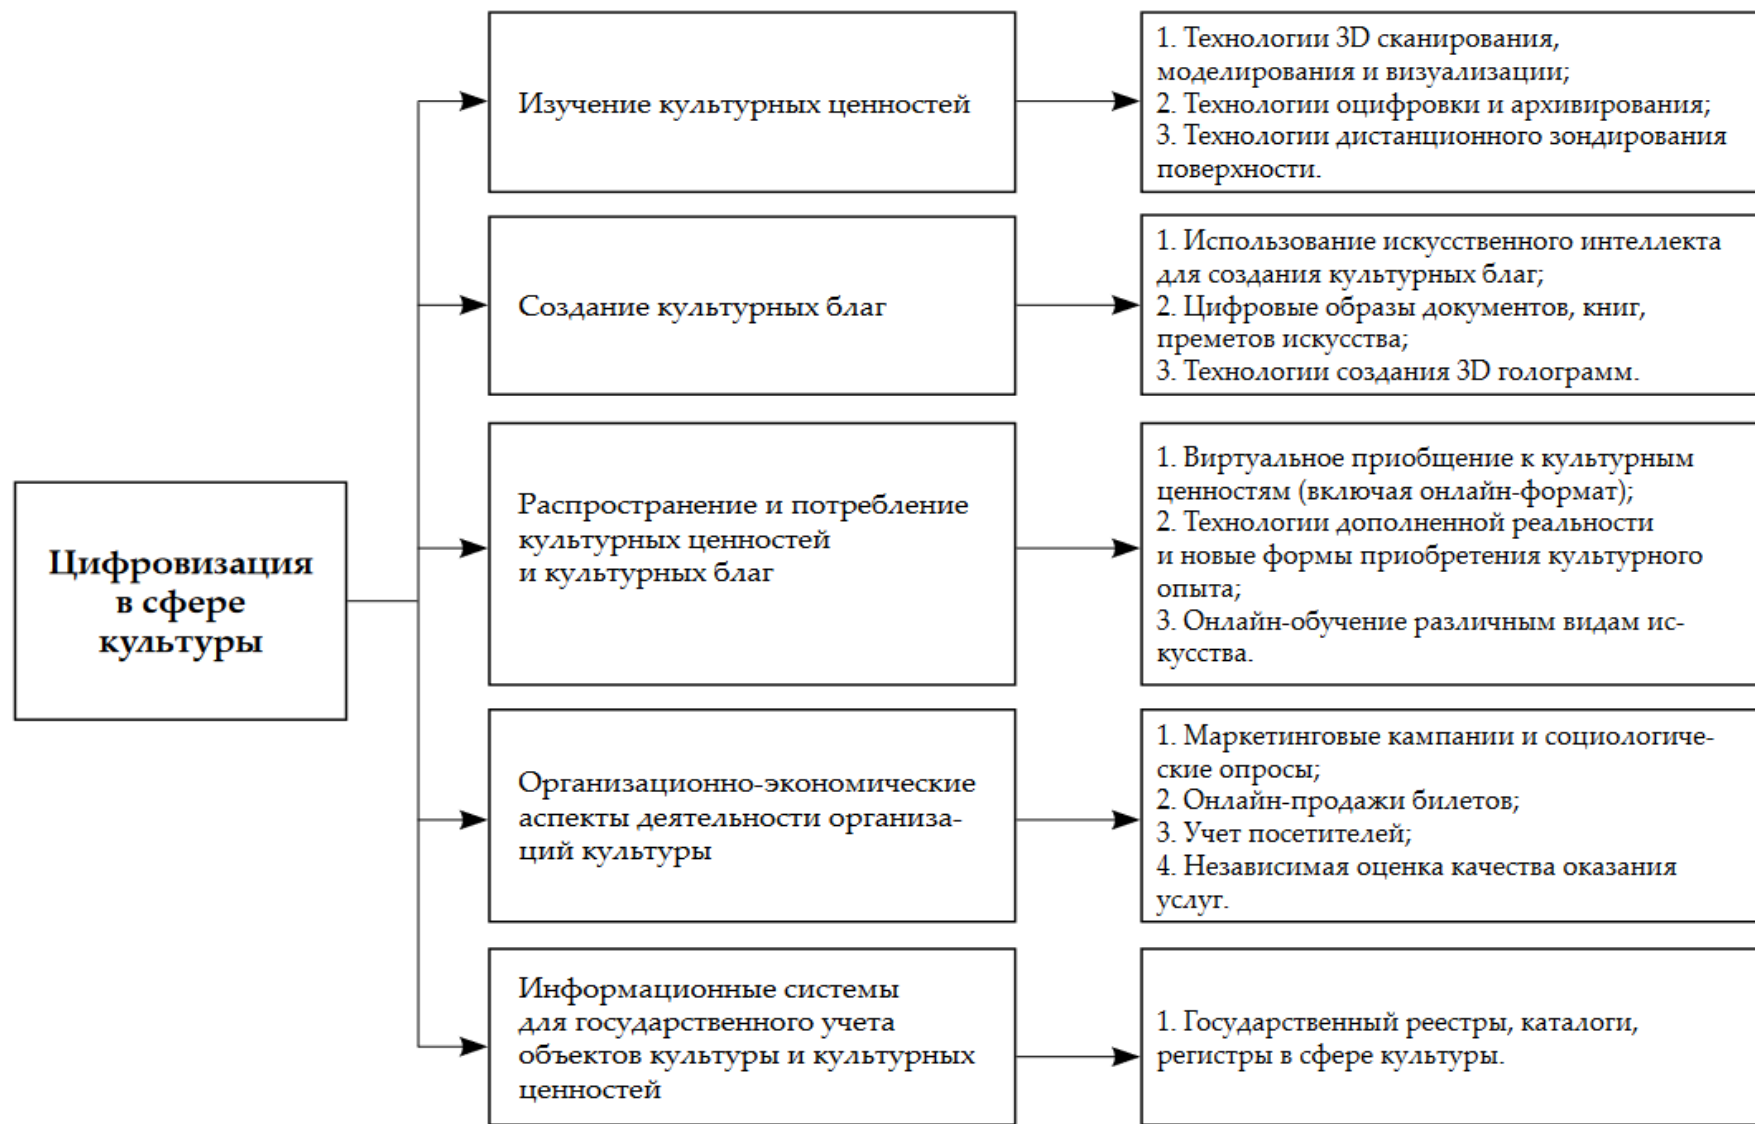 Цифровизация
в сфере
культуры
Изучение культурных ценностей
1. Технологии 3D сканирования,
моделирования и визуализации;
2. Технологии оцифровки и архивирования;
3. Технологии дистанционного зондирования
поверхности.
Создание культурных благ
1. Использование искусственного интеллекта
для создания культурных благ;
2. Цифровые образы документов, книг,
преметов искусства;
3. Технологии создания 3D голограмм.
Распространение и потребление
культурных ценностей
и культурных благ
1. Виртуальное приобщение к культурным
ценностям (включая онлайн-формат);
2. Технологии дополненной реальности
и новые формы приобретения культурного
опыта;
3. Онлайн-обучение различным видам ис-
кусства.
Организационно-экономические
аспекты деятельности организа-
ций культуры
1. Маркетинговые кампании и социологиче-
ские опросы;
2. Онлайн-продажи билетов;
3. Учет посетителей;
4. Независимая оценка качества оказания
услуг.
Информационные системы
для государственного учета
объектов культуры и культурных
ценностей
1. Государственный реестры, каталоги,
регистры в сфере культуры.